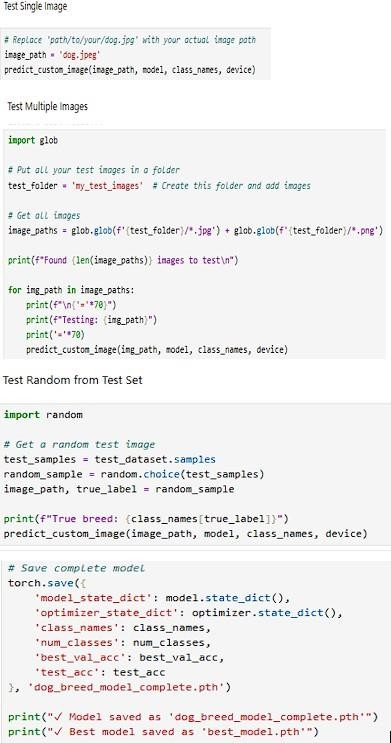 Test Single Image
# Replace 'path/to/your/dog.jpg' with your actual image path
image_path = 'dog.jpeg'
predict_custom_image(image_path, model, class_names, device)
Test Multiple Images
import glob
# Put all your test images in a folder
test_folder = 'my_test_images'  # Create this folder and add images
# Get all images
image_paths = glob.glob(f'{test_folder}/*.jpg') + glob.glob(f'{test_folder}/*.png')
print(f"Found {len(image_paths)} images to test\n")
for img_path in image_paths:
    print(f"\n{'='*70}")
    print(f"Testing: {img_path}")
    print('='*70)
    predict_custom_image(img_path, model, class_names, device)
Test Random from Test Set
import random
# Get a random test image
test_samples = test_dataset.samples
random_sample = random.choice(test_samples)
image_path, true_label = random_sample
print(f"True breed: {class_names[true_label]}")
predict_custom_image(image_path, model, class_names, device)
# Save complete model
torch.save({
    'model_state_dict': model.state_dict(),
    'optimizer_state_dict': optimizer.state_dict(),
    'class_names': class_names,
    'num_classes': num_classes,
    'best_val_acc': best_val_acc,
    'test_acc': test_acc
}, 'dog_breed_model_complete.pth')
print("✓ Model saved as 'dog_breed_model_complete.pth'")
print("✓ Best model saved as 'best_model.pth'")